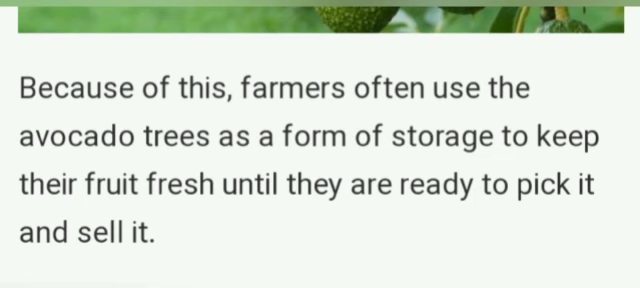 Because of this, farmers often use the
avocado trees as a form of storage to keep
their fruit fresh until they are ready to pick it
and sell it.